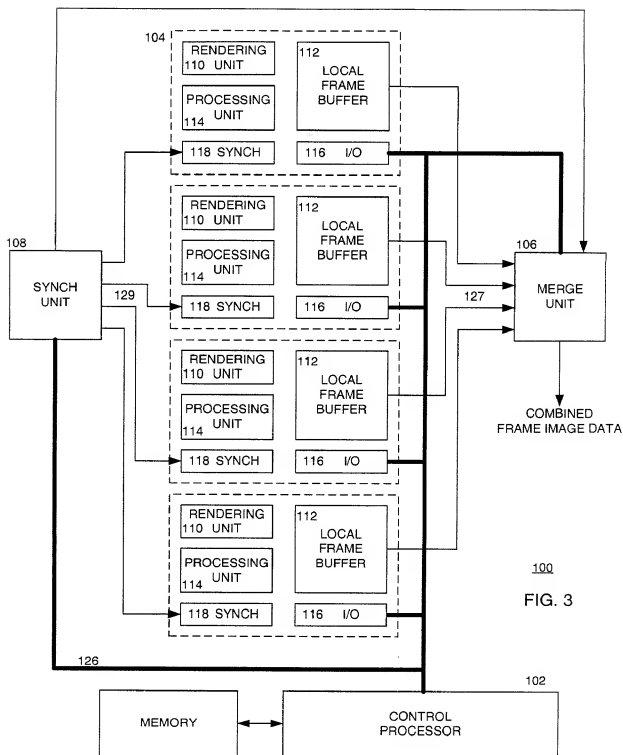 104
RENDERING
110 UNIT
PROCESSING
UNIT
114
118 SYNCH
112
LOCAL
FRAME
BUFFER
116 I/O
RENDERING
110 UNIT
PROCESSING
UNIT
114
118 SYNCH
112
LOCAL
FRAME
BUFFER
116 I/O
RENDERING
110 UNIT
PROCESSING
UNIT
114
118 SYNCH
112
LOCAL
FRAME
BUFFER
116 I/O
RENDERING
110 UNIT
PROCESSING
UNIT
114
118 SYNCH
112
LOCAL
FRAME
BUFFER
116 I/O
108
SYNCH
UNIT
129
127
106
MERGE
UNIT
COMBINED
FRAME IMAGE DATA
100
FIG. 3
126
102
MEMORY
CONTROL
PROCESSOR